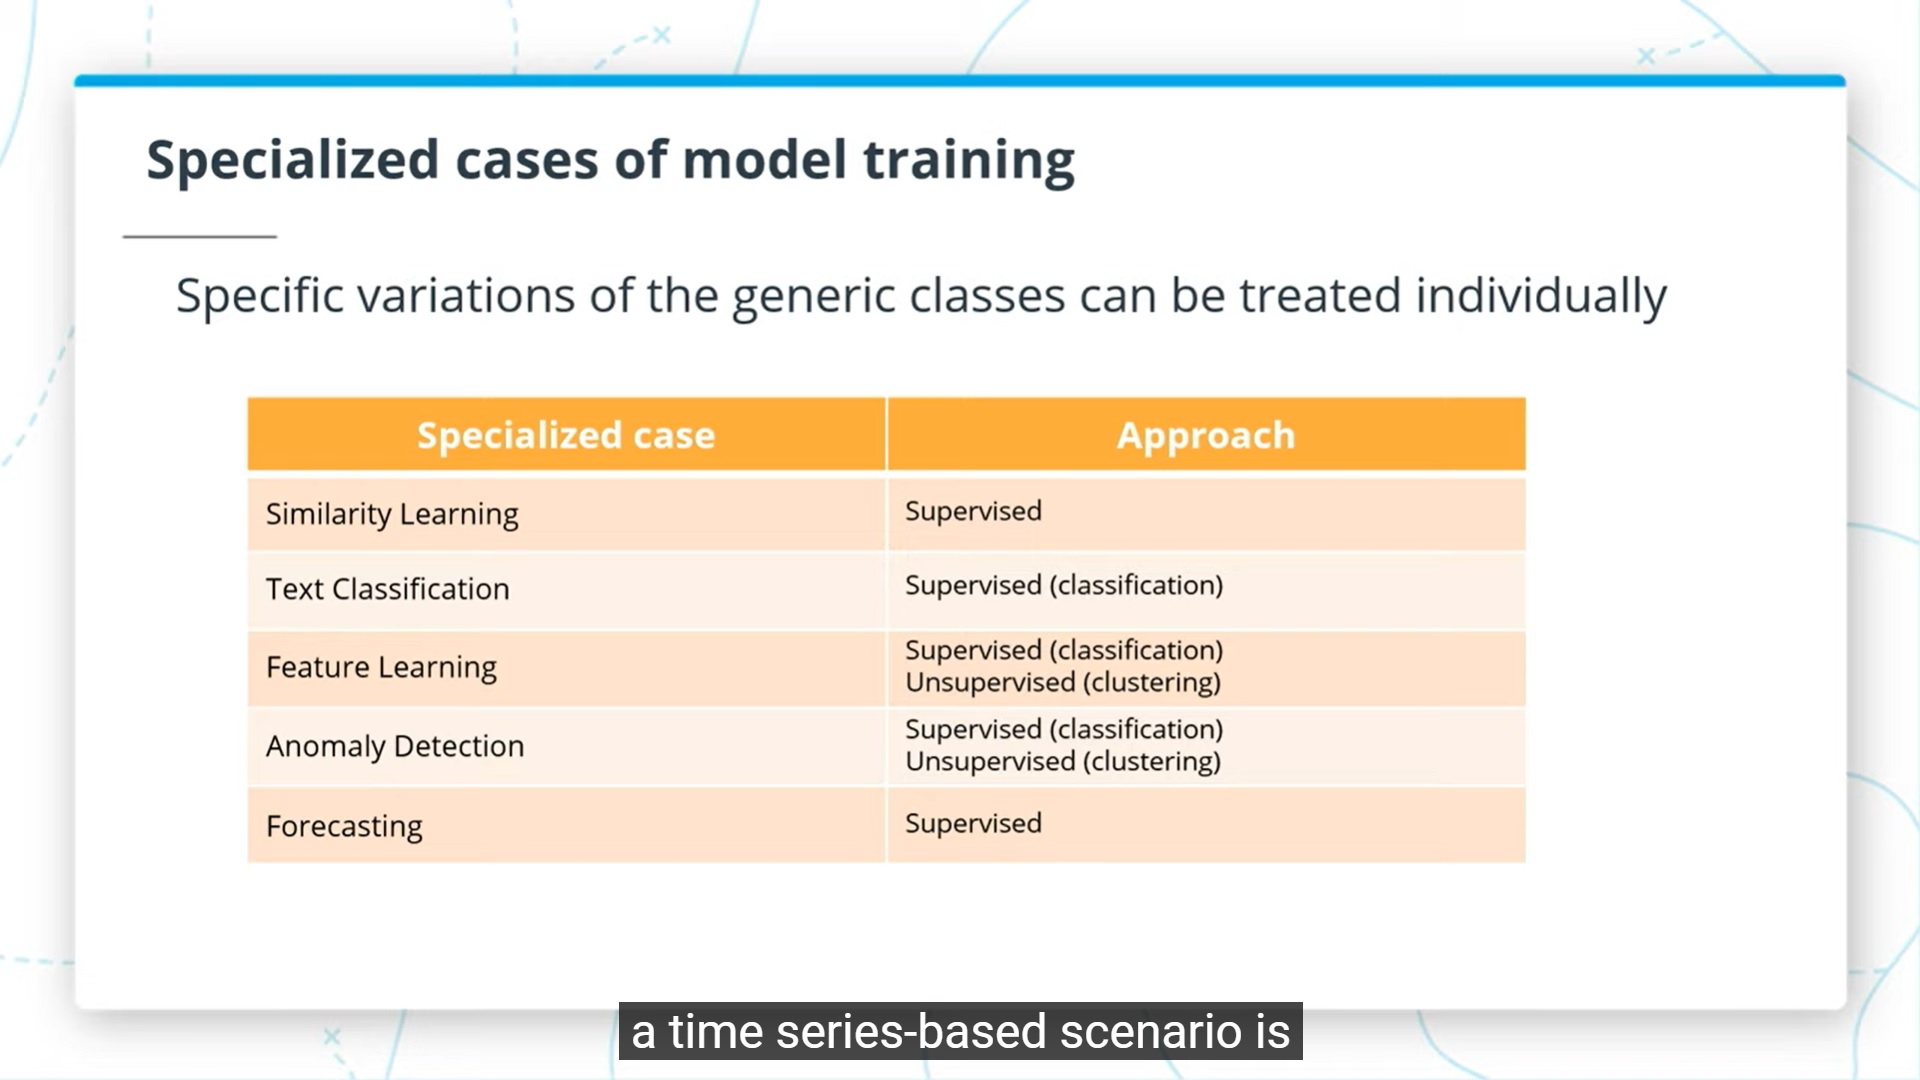 Specialized cases of model training
Specific variations of the generic classes can be treated individually
Specialized case
Approach
Similarity Learning
Supervised
Text Classification
Supervised (classification)
Feature Learning
Supervised (classification)
Unsupervised (clustering)
Anomaly Detection
Supervised (classification)
Unsupervised (clustering)
Forecasting
Supervised
a time series-based scenario is